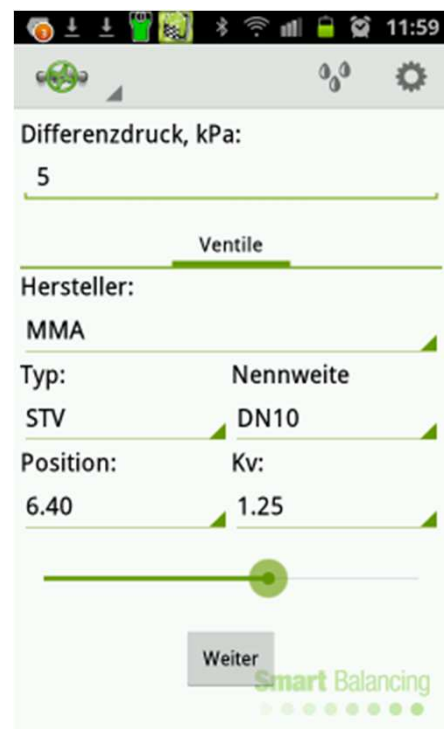 11:59
Differenzdruck, kPa:
5
Ventile
Hersteller:
MMA
Typ: Nennweite
STV DN10
Position: Kv:
6.40 1.25
Weiter
Smart Balancing